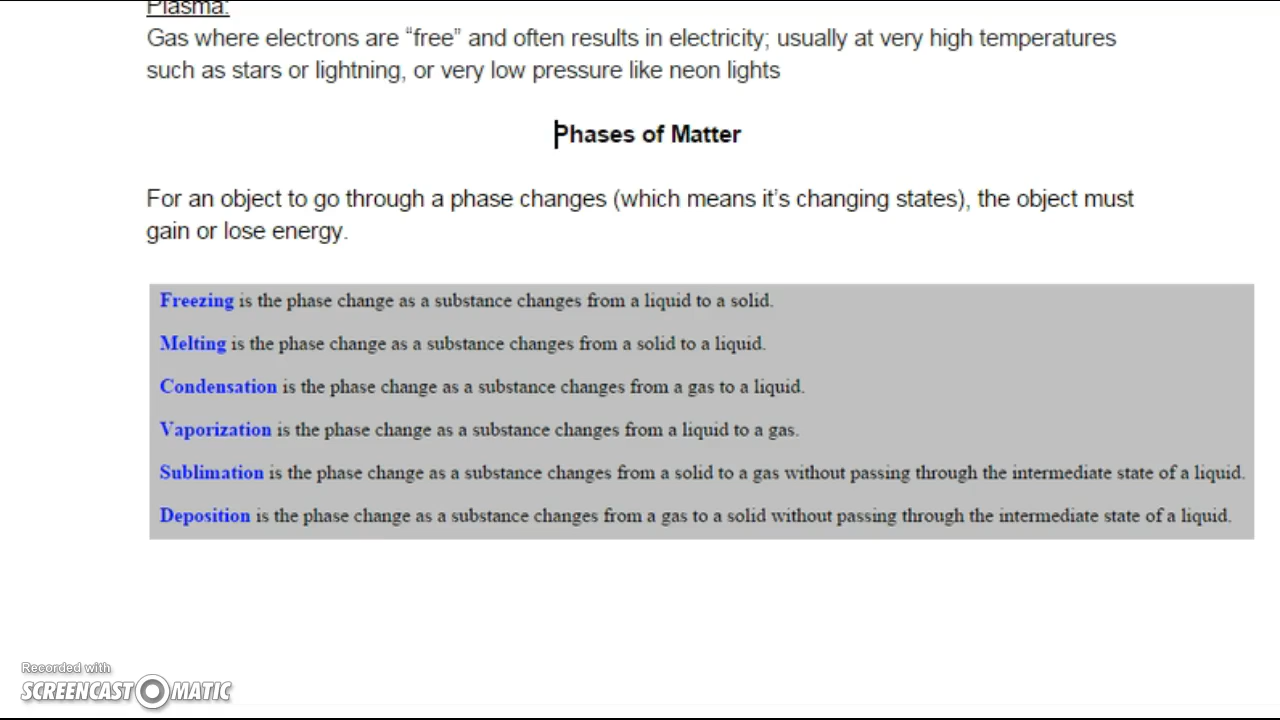 Plasma:
Gas where electrons are “free” and often results in electricity; usually at very high temperatures
such as stars or lightning, or very low pressure like neon lights
Phases of Matter
For an object to go through a phase changes (which means it’s changing states), the object must
gain or lose energy.
Freezing is the phase change as a substance changes from a liquid to a solid.
Melting is the phase change as a substance changes from a solid to a liquid.
Condensation is the phase change as a substance changes from a gas to a liquid.
Vaporization is the phase change as a substance changes from a liquid to a gas.
Sublimation is the phase change as a substance changes from a solid to a gas without passing through the intermediate state of a liquid.
Deposition is the phase change as a substance changes from a gas to a solid without passing through the intermediate state of a liquid.
Recorded with
SCREENCAST-O-MATIC